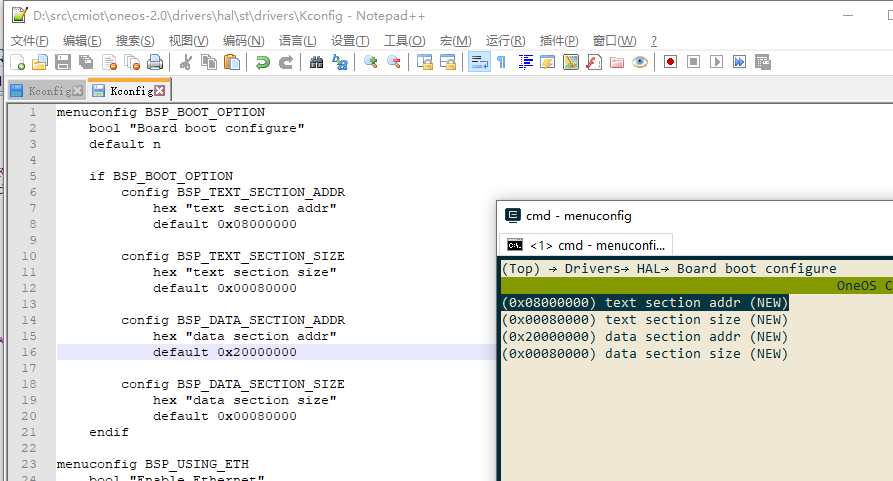 D:\src\cmiot\oneos-2.0\drivers\hal\st\drivers\Kconfig - Notepad++
文件(F) 编辑(E) 搜索(S) 视图(V) 编码(N) 语言(L) 设置(T) 工具(O) 宏(M) 运行(R) 插件(P) 窗口(W) ?
Kconfig Kconfig
1 menuconfig BSP_BOOT_OPTION
2 bool "Board boot configure"
3 default n
4
5 if BSP_BOOT_OPTION
6 config BSP_TEXT_SECTION_ADDR
7 hex "text section addr"
8 default 0x08000000
9
10 config BSP_TEXT_SECTION_SIZE
11 hex "text section size"
12 default 0x00080000
13
14 config BSP_DATA_SECTION_ADDR
15 hex "data section addr"
16 default 0x20000000
17
18 config BSP_DATA_SECTION_SIZE
19 hex "data section size"
20 default 0x00080000
21 endif
22
23 menuconfig BSP_USING_ETH
24 bool "Enable Ethernet"
cmd - menuconfig
<1> cmd - menuconfi...
(Top) → Drivers→ HAL→ Board boot configure
OneOS C
(0x08000000) text section addr (NEW)
(0x00080000) text section size (NEW)
(0x20000000) data section addr (NEW)
(0x00080000) data section size (NEW)